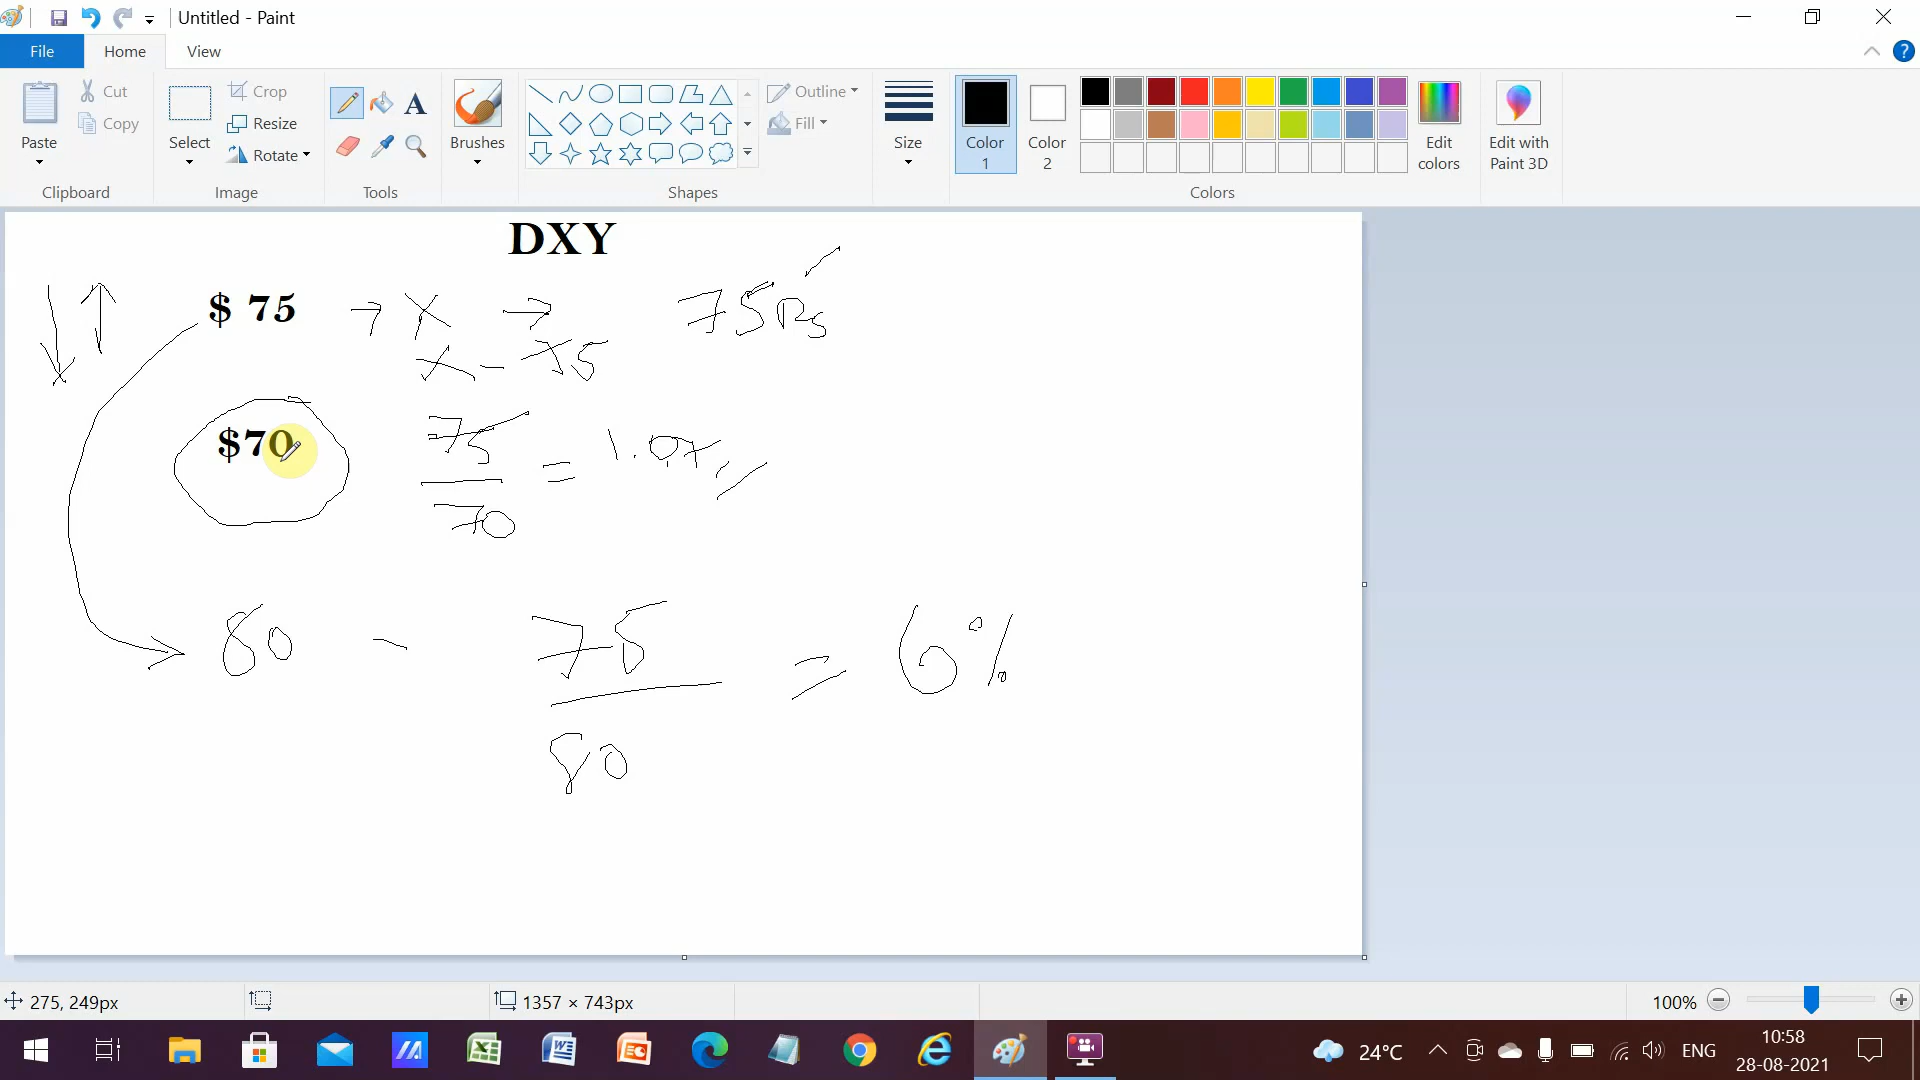 Untitled - Paint
File Home View
Paste
Cut
Copy
Clipboard
Select
Crop
Resize
Rotate
Image
Tools
Brushes
Shapes
Outline
Fill
Size
Color 1
Color 2
Colors
Edit colors
Edit with Paint 3D
DXY
$ 75 → X → 75Rs
X - 75
$70
75
70
= 1.07
80 - 75
80
= 6%
275, 249px
1357 × 743px
100%
24°C
ENG
10:58
28-08-2021